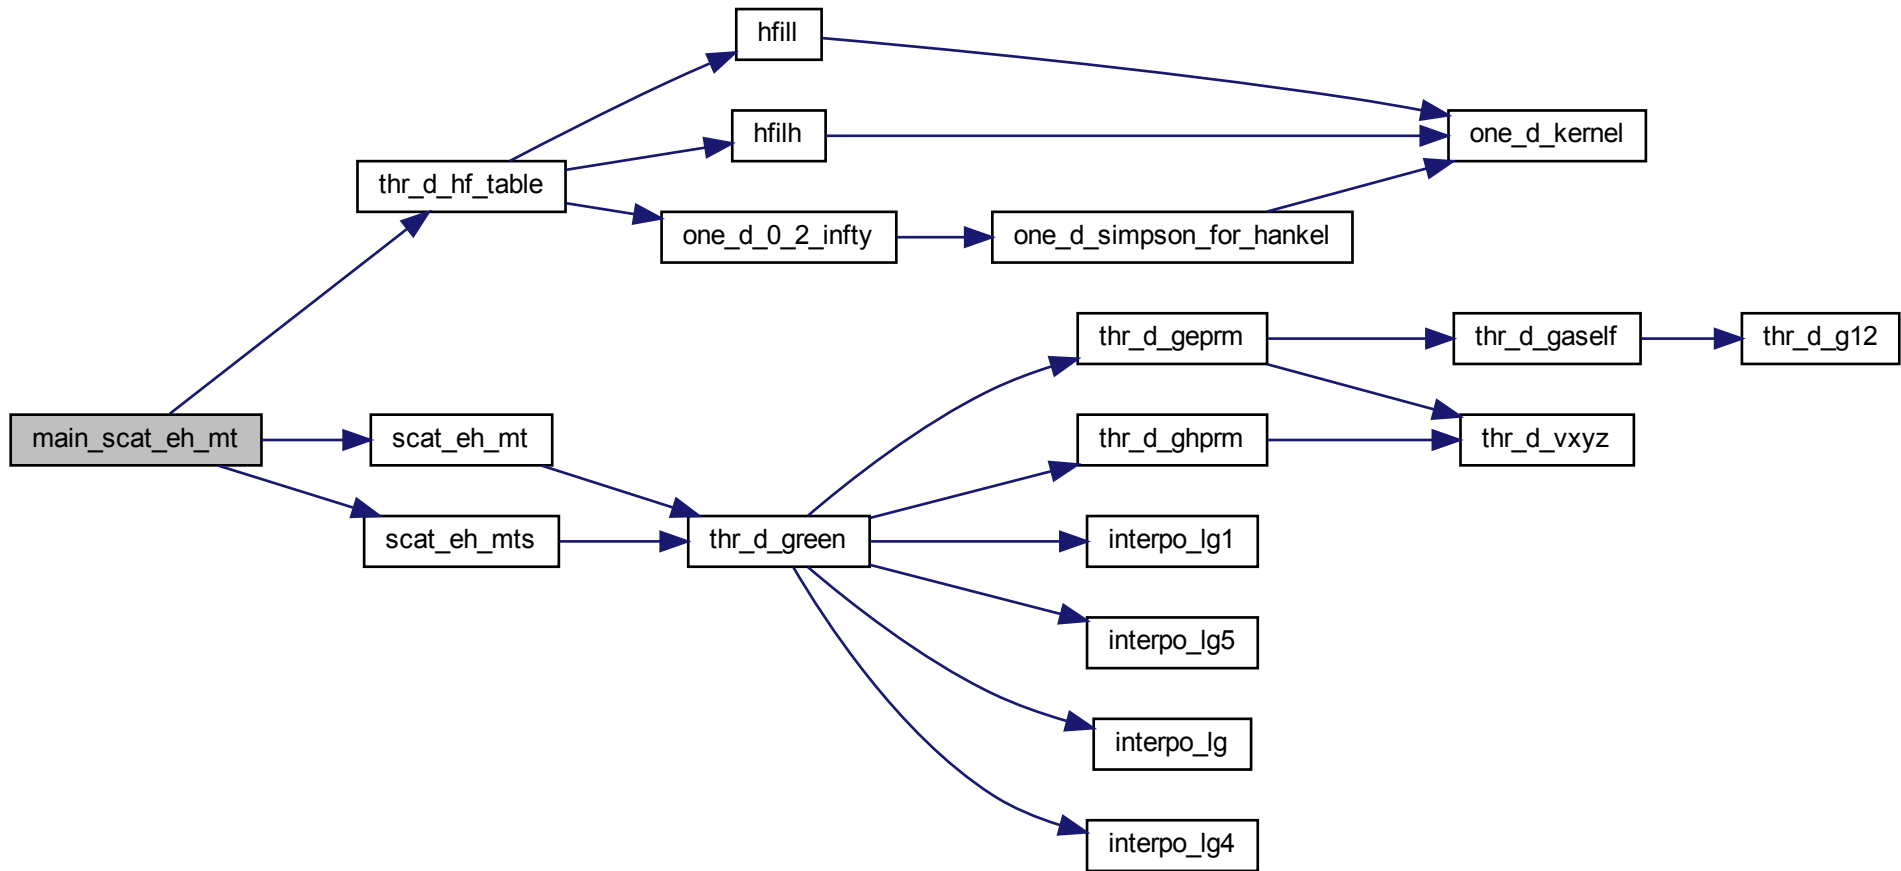 hfill
hfilh
one_d_kernel
thr_d_hf_table
one_d_0_2_infty
one_d_simpson_for_hankel
thr_d_geprm
thr_d_gaself
thr_d_g12
main_scat_eh_mt
scat_eh_mt
thr_d_ghprm
thr_d_vxyz
scat_eh_mts
thr_d_green
interpo_lg1
interpo_lg5
interpo_lg
interpo_lg4